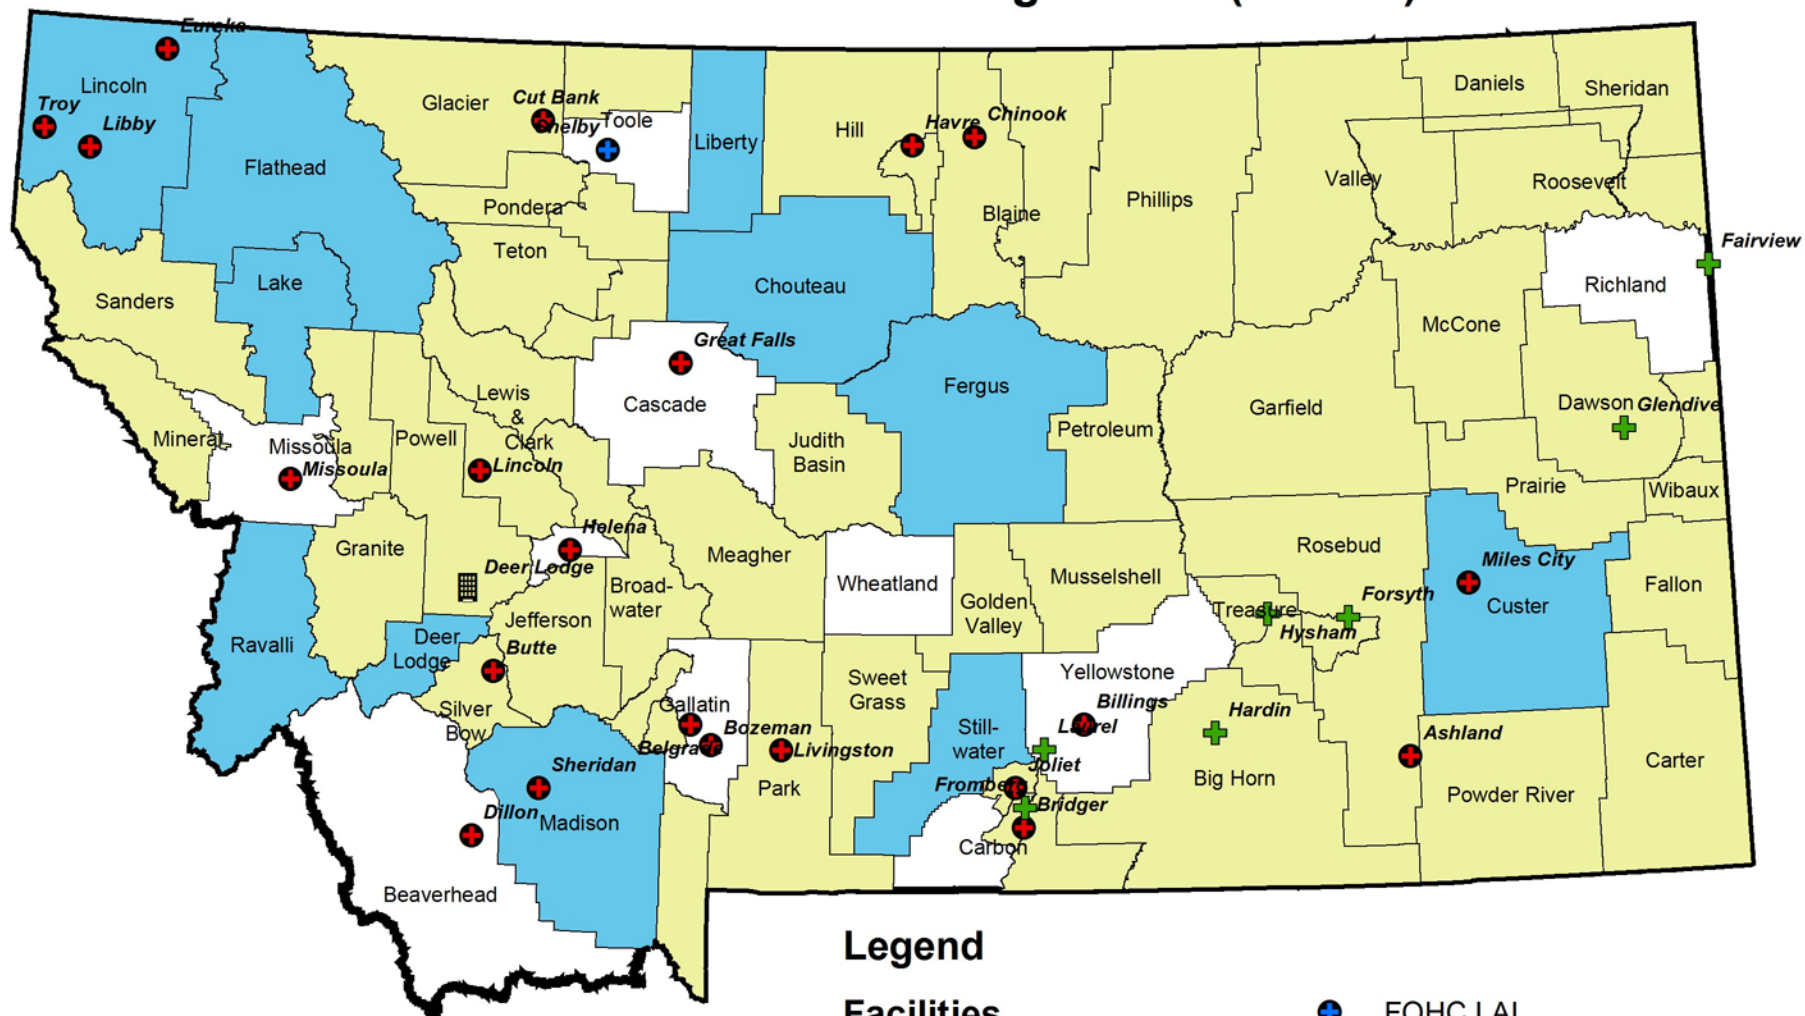 Eureka
Lincoln
Troy
Libby
Flathead
Glacier
Cut Bank
Shelby
Toole
Liberty
Hill
Havre
Chinook
Blaine
Phillips
Valley
Daniels
Sheridan
Roosevelt
Fairview
Richland
Pondera
Teton
Chouteau
Lake
Sanders
McCone
Great Falls
Cascade
Fergus
Garfield
Dawson
Glendive
Lewis
&
Clark
Mineral
Missoula
Missoula
Powell
Lincoln
Judith
Basin
Petroleum
Prairie
Wibaux
Helena
Granite
Deer Lodge
Meagher
Wheatland
Musselshell
Rosebud
Miles City
Custer
Fallon
Broad-
water
Jefferson
Golden
Valley
Treasure
Hysham
Forsyth
Ravalli
Deer
Lodge
Butte
Silver
Bow
Gallatin
Bozeman
Belgrade
Livingston
Park
Sweet
Grass
Still-
water
Yellowstone
Billings
Laurel
Hardin
Big Horn
Ashland
Powder River
Carter
Sheridan
Madison
Dillon
Beaverhead
Joliet
Fromberg
Bridger
Carbon
Legend
Facilities
FQHC LAL